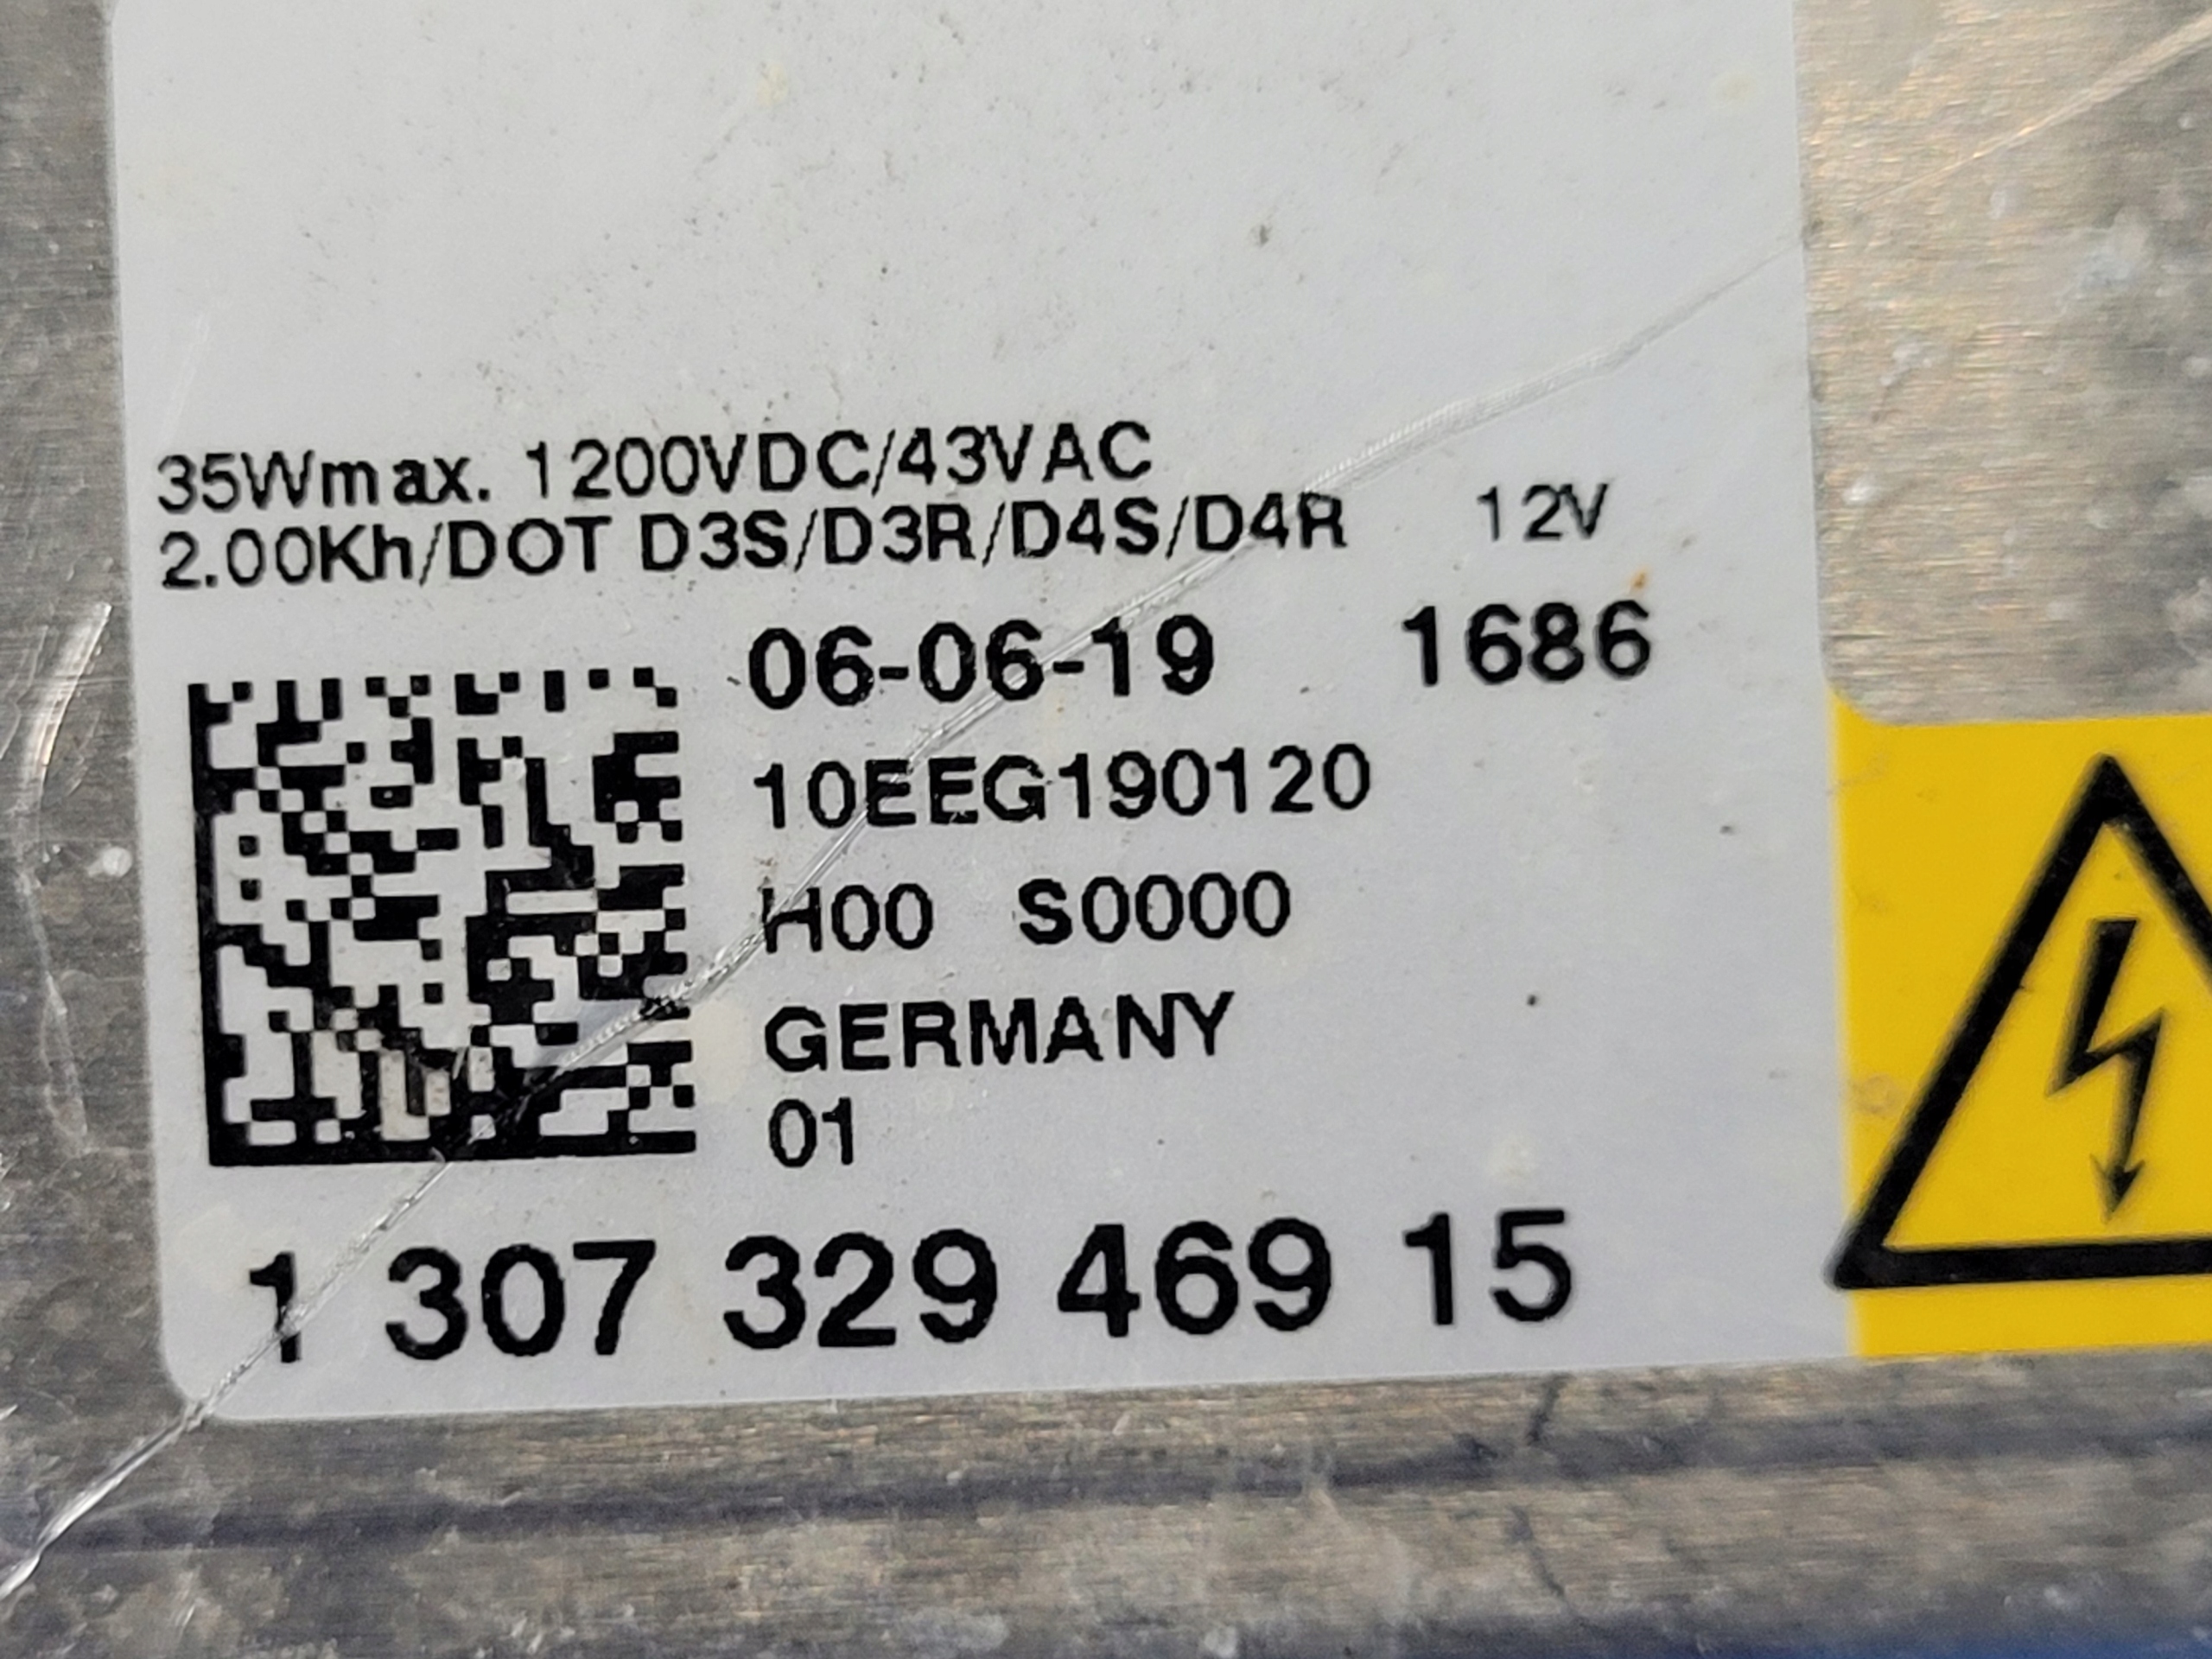 35Wmax. 1200VDC/43VAC
2.00Kh/DOT D3S/D3R/D4S/D4R 12V
06-06-19 1686
10EEG190120
H00 S0000
GERMANY
01
1 307 329 469 15